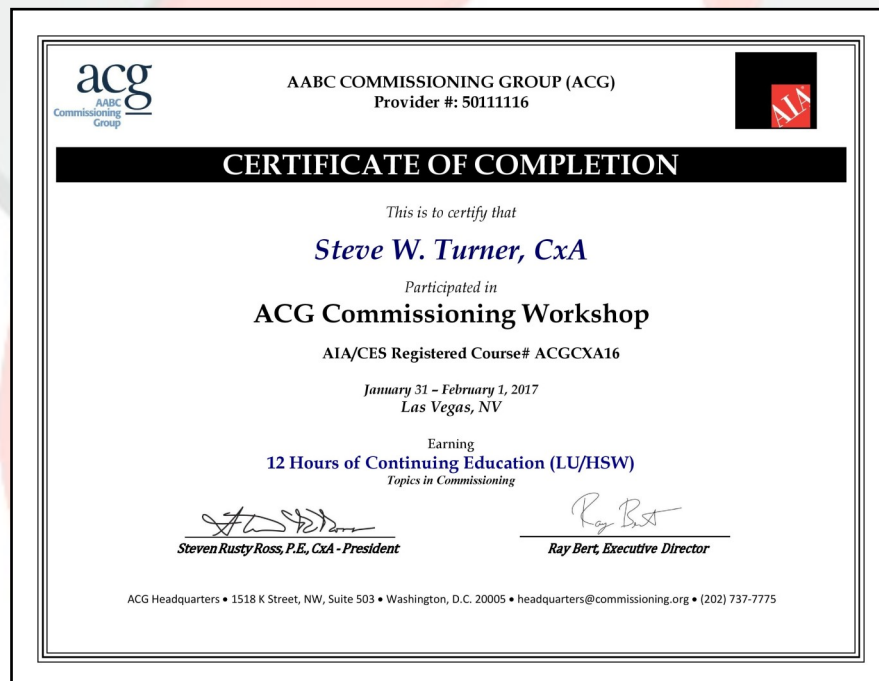 acg
AABC
Commissioning
Group
AABC COMMISSIONING GROUP (ACG)
Provider #: 50111116
AIA
CERTIFICATE OF COMPLETION
This is to certify that
Steve W. Turner, CxA
Participated in
ACG Commissioning Workshop
AIA/CES Registered Course# ACGCXA16
January 31 – February 1, 2017
Las Vegas, NV
Earning
12 Hours of Continuing Education (LU/HSW)
Topics in Commissioning
Ray Bert
Steven Rusty Ross, P.E., CxA - President
Ray Bert, Executive Director
ACG Headquarters • 1518 K Street, NW, Suite 503 • Washington, D.C. 20005 • headquarters@commissioning.org • (202) 737-7775